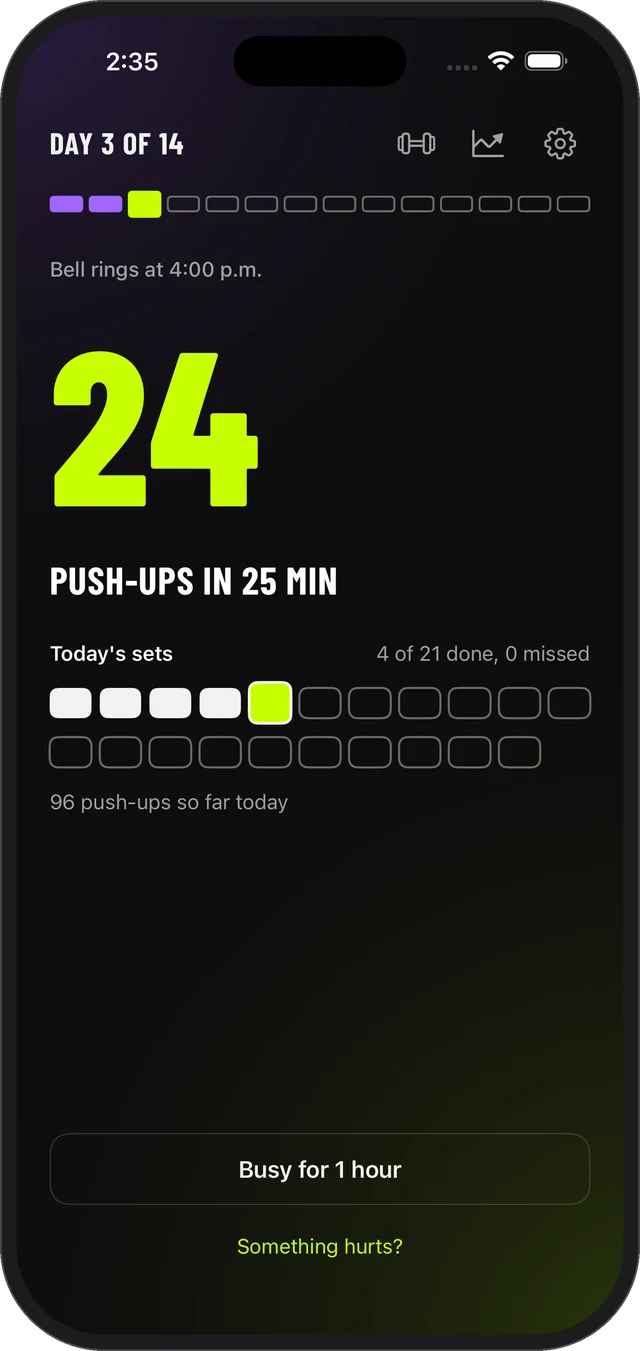 2:35
DAY 3 OF 14
Bell rings at 4:00 p.m.
24
PUSH-UPS IN 25 MIN
Today's sets
4 of 21 done, 0 missed
96 push-ups so far today
Busy for 1 hour
Something hurts?